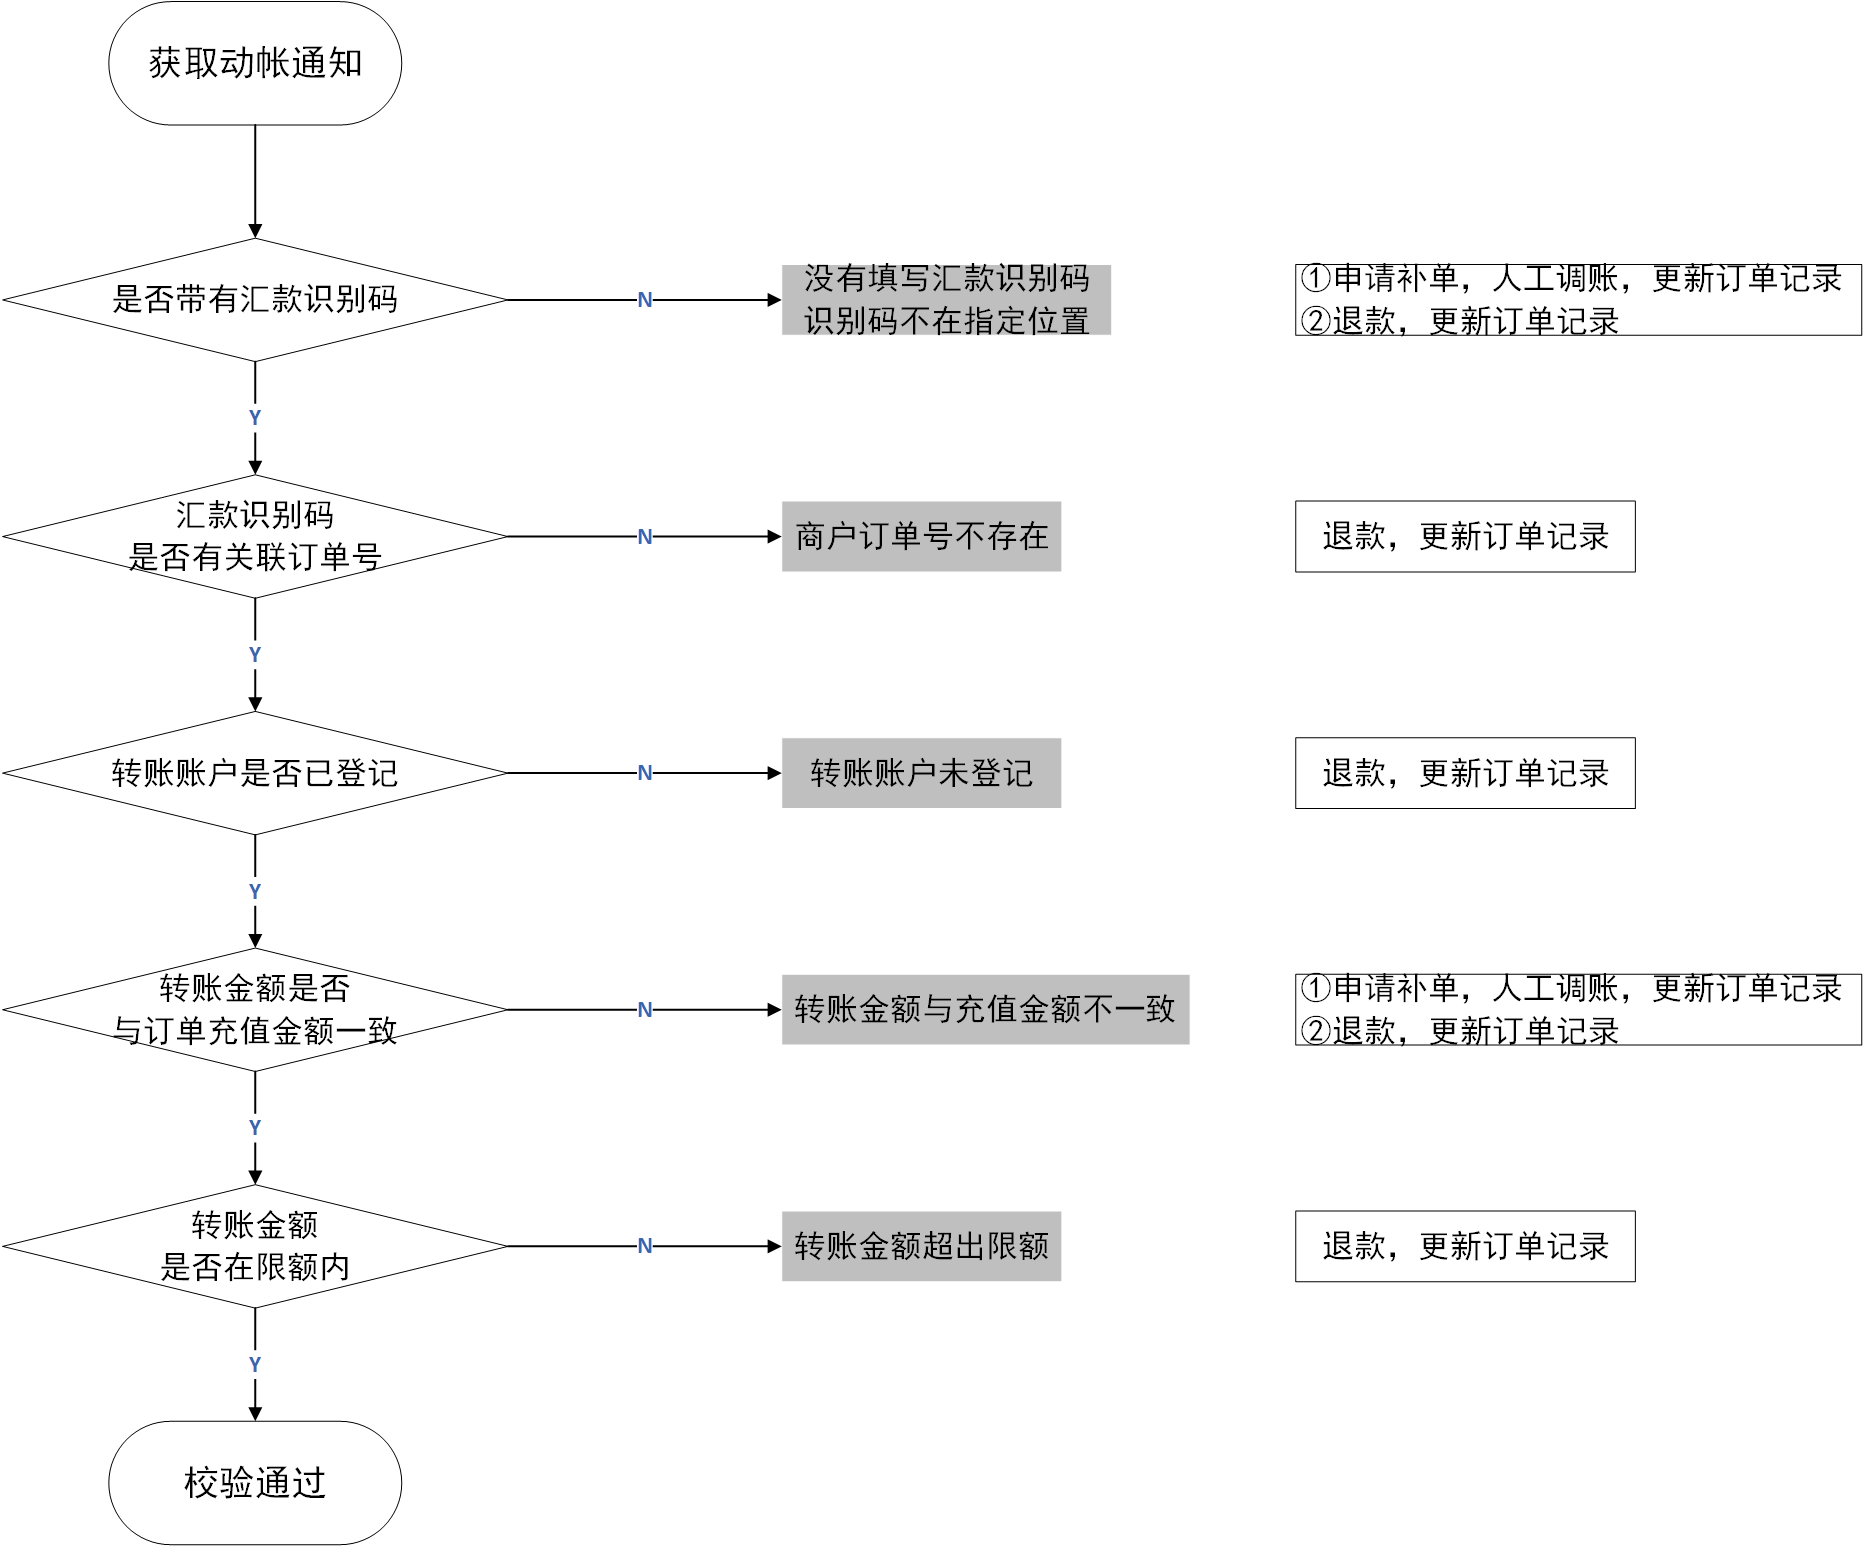 获取动帐通知
是否带有汇款识别码
N
没有填写汇款识别码
识别码不在指定位置
①申请补单，人工调账，更新订单记录
②退款，更新订单记录
Y
汇款识别码
是否有关联订单号
N
商户订单号不存在
退款，更新订单记录
Y
转账账户是否已登记
N
转账账户未登记
退款，更新订单记录
Y
转账金额是否
与订单充值金额一致
N
转账金额与充值金额不一致
①申请补单，人工调账，更新订单记录
②退款，更新订单记录
Y
转账金额
是否在限额内
N
转账金额超出限额
退款，更新订单记录
Y
校验通过